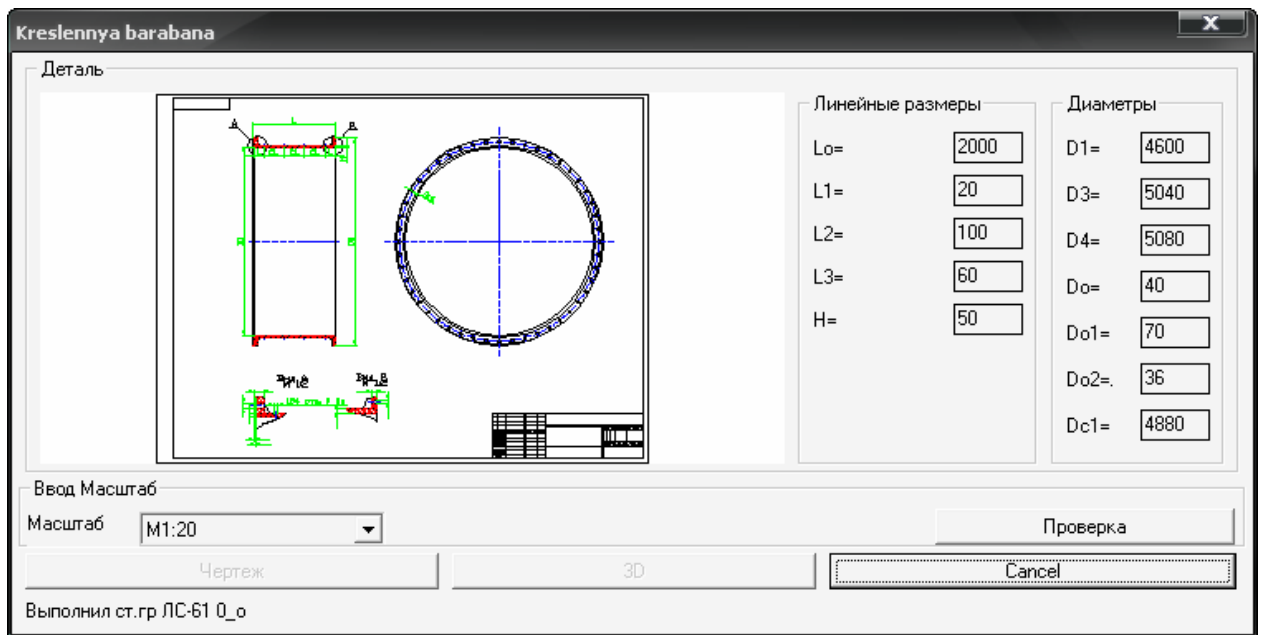 Kreslennya barabana
Деталь
Линейные размеры
Lo= 2000
L1= 20
L2= 100
L3= 60
H= 50
Диаметры
D1= 4600
D3= 5040
D4= 5080
Do= 40
Do1= 70
Do2=. 36
Dc1= 4880
Ввод Масштаб
Масштаб M1:20
Проверка
Чертеж
3D
Cancel
Выполнил ст.гр ЛС-61 0_o